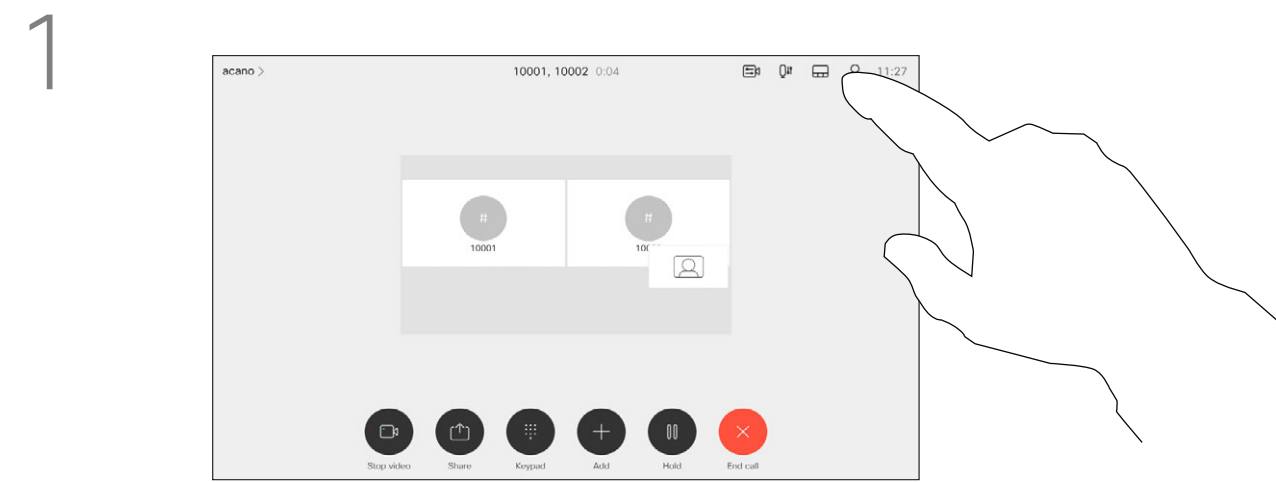 1
acano >
10001, 10002 0:04
11:27
#
#
10001
Stop video
Share
Keypad
Add
Hold
End call